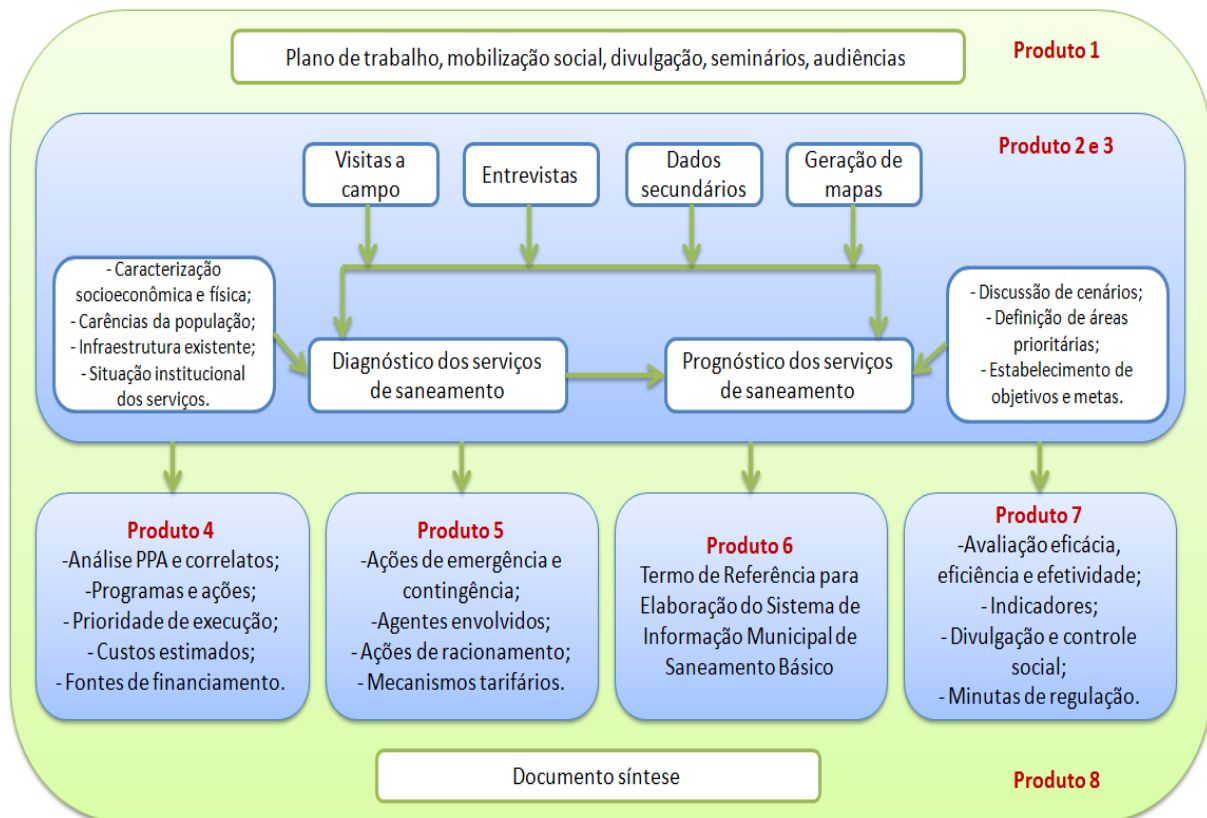 Plano de trabalho, mobilização social, divulgação, seminários, audiências
Produto 1
Produto 2 e 3
Visitas a
campo
Entrevistas
Dados
secundários
Geração de
mapas
- Caracterização
socioeconômica e física;
- Carências da população;
- Infraestrutura existente;
- Situação institucional
dos serviços.
Diagnóstico dos serviços
de saneamento
Prognóstico dos serviços
de saneamento
- Discussão de cenários;
- Definição de áreas
prioritárias;
- Estabelecimento de
objetivos e metas.
Produto 4
-Análise PPA e correlatos;
-Programas e ações;
- Prioridade de execução;
- Custos estimados;
- Fontes de financiamento.
Produto 5
-Ações de emergência e
contingência;
-Agentes envolvidos;
- Ações de racionamento;
- Mecanismos tarifários.
Produto 6
Termo de Referência para
Elaboração do Sistema de
Informação Municipal de
Saneamento Básico
Produto 7
-Avaliação eficácia,
eficiência e efetividade;
- Indicadores;
- Divulgação e controle
social;
- Minutas de regulação.
Documento síntese
Produto 8